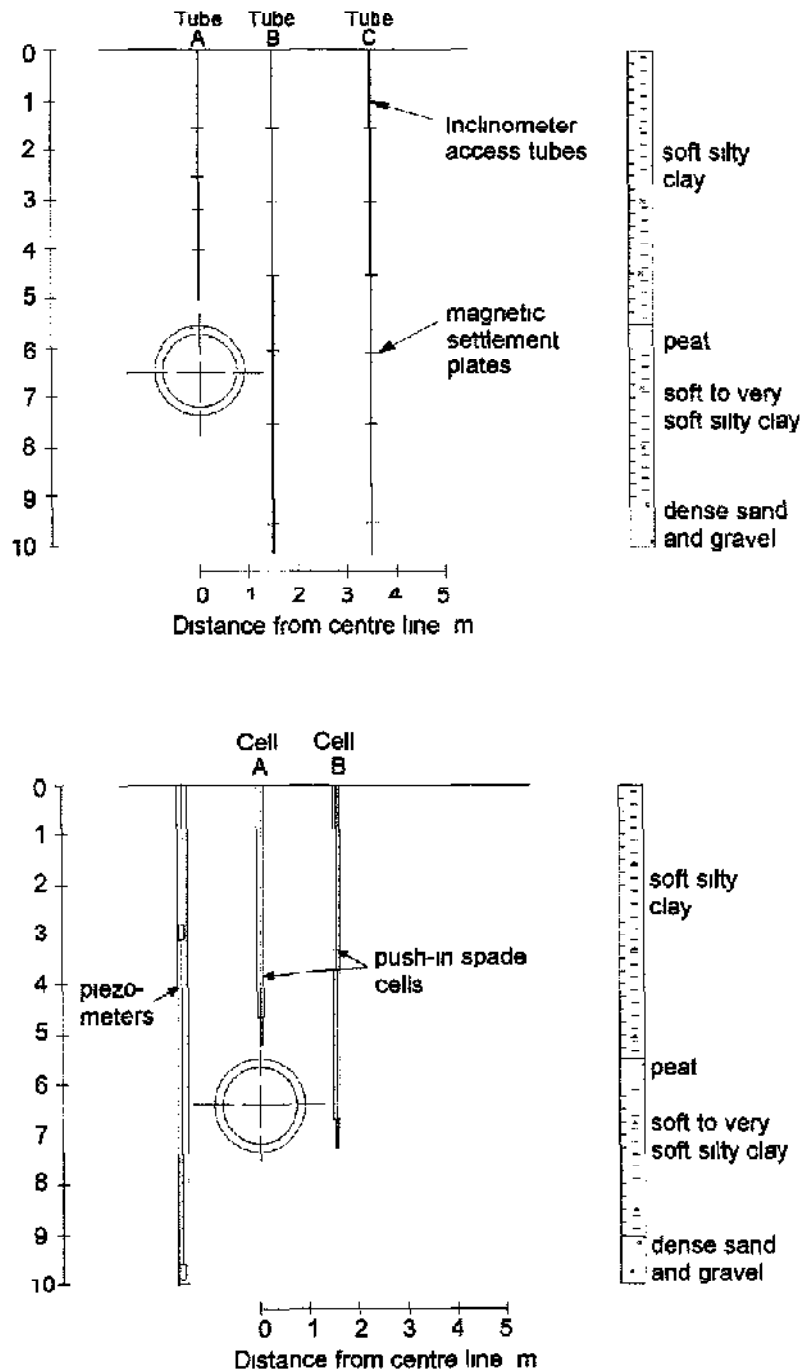 Tube Tube Tube
A B C
0
1
2
3
4
5
6
7
8
9
10
Inclinometer
access tubes
magnetic
settlement
plates
soft silty
clay
peat
soft to very
soft silty clay
dense sand
and gravel
0 1 2 3 4 5
Distance from centre line m
Cell Cell
A B
0
1
2
3
4
5
6
7
8
9
10
piezo-
meters
push-in spade
cells
soft silty
clay
peat
soft to very
soft silty clay
dense sand
and gravel
0 1 2 3 4 5
Distance from centre line m